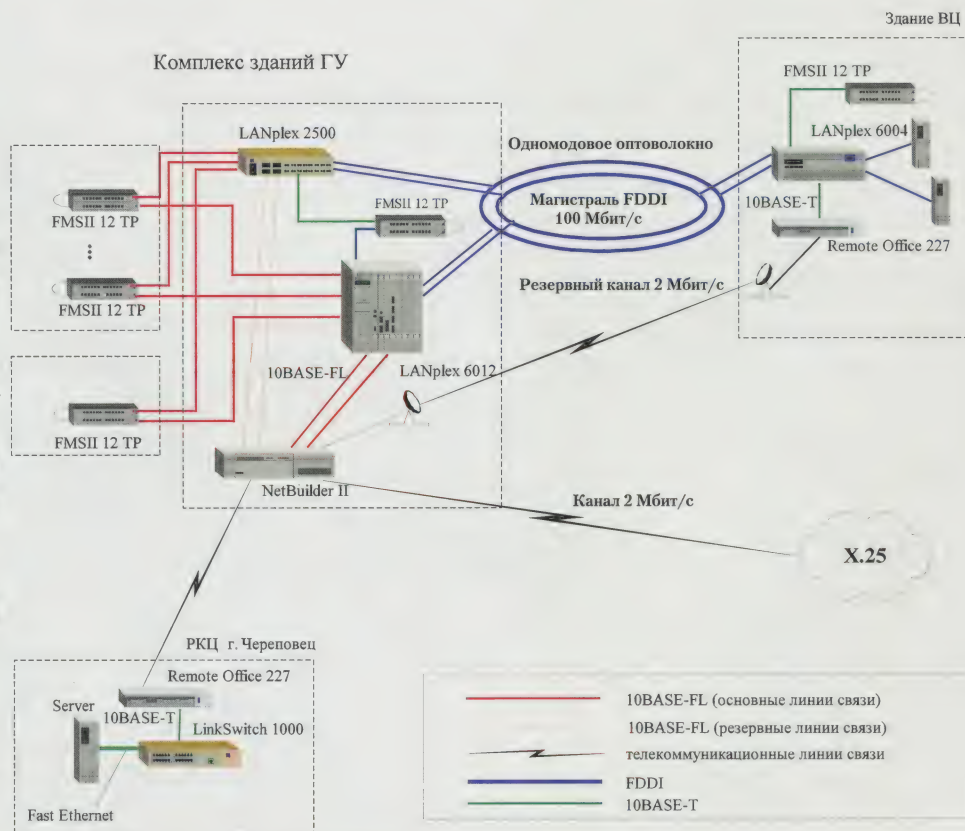 Здание ВЦ
Комплекс зданий ГУ
FMSII 12 TP
LANplex 2500
LANplex 6004
Одномодовое оптоволокно
FMSII 12 TP
Магистраль FDDI
100 Мбит/с
FMSII 12 TP
10BASE-T
Remote Office 227
FMSII 12 TP
Резервный канал 2 Мбит/с
10BASE-FL
LANplex 6012
FMSII 12 TP
NetBuilder II
Канал 2 Мбит/с
X.25
РКЦ г. Череповец
Remote Office 227
Server
10BASE-T
LinkSwitch 1000
Fast Ethernet
10BASE-FL (основные линии связи)
10BASE-FL (резервные линии связи)
телекоммуникационные линии связи
FDDI
10BASE-T